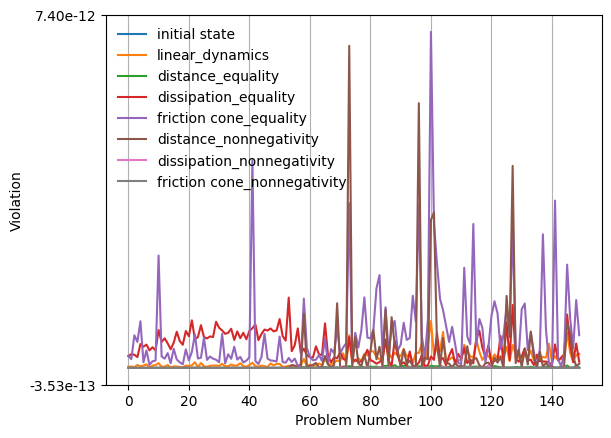 7.40e-12
initial state
linear_dynamics
distance_equality
dissipation_equality
friction cone_equality
distance_nonnegativity
dissipation_nonnegativity
friction cone_nonnegativity
Violation
-3.53e-13
0 20 40 60 80 100 120 140
Problem Number